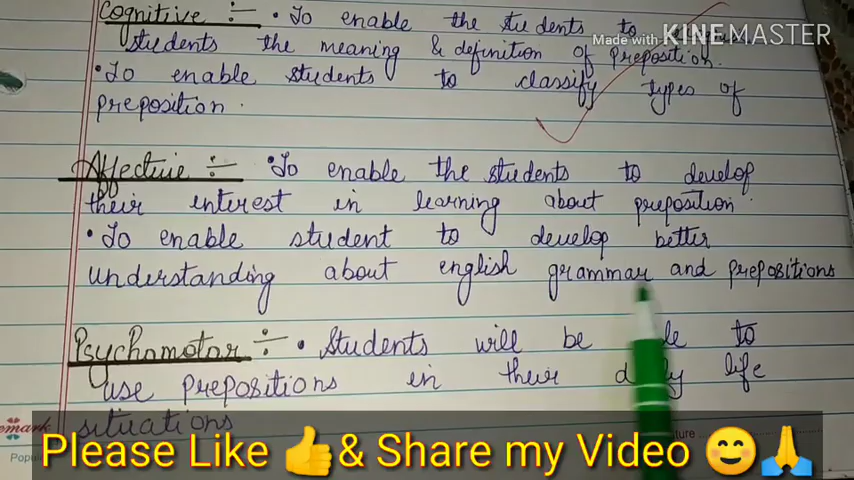 Cognitive :- • To enable the students to
students the meaning & definition of preposition.
• To enable students to classify types of
preposition.
Affective :- • To enable the students to develop
their interest in learning about preposition.
• To enable student to develop better
understanding about english grammar and prepositions
Psychomotar :- • Students will be to
use prepositions in their life
situations
Made with KINEMASTER
Please Like 👍 & Share my Video 😊🙏